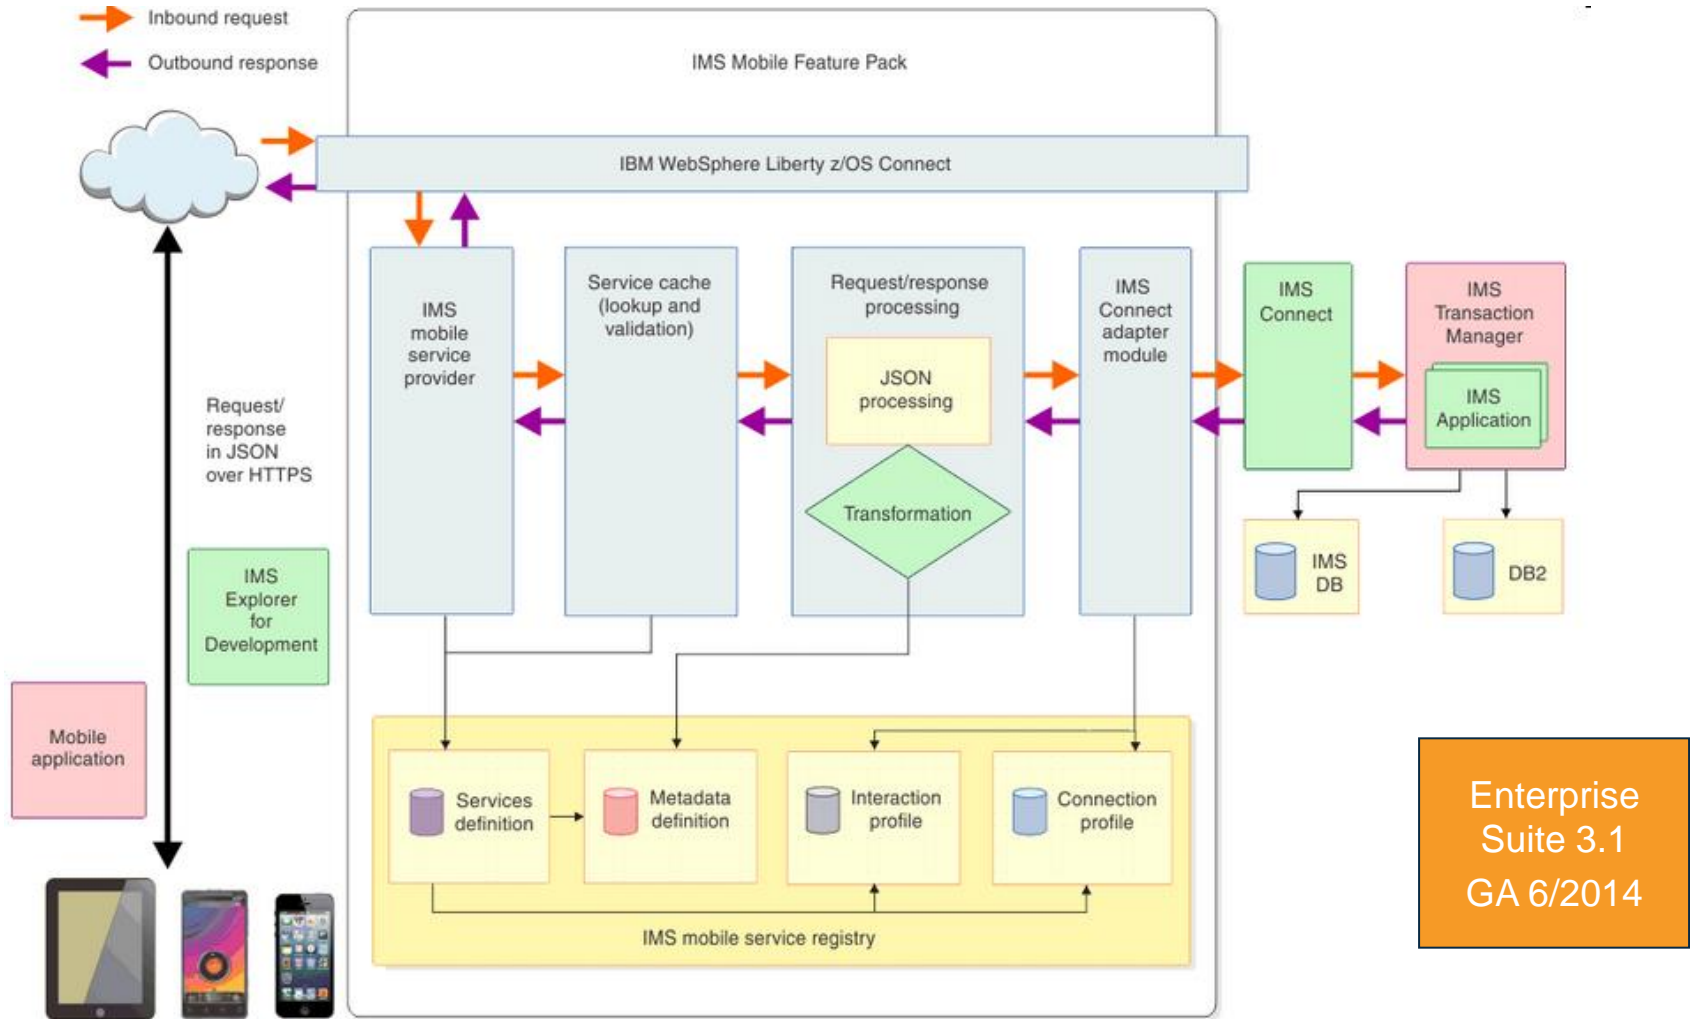 Inbound request
Outbound response
IMS Mobile Feature Pack
IBM WebSphere Liberty z/OS Connect
IMS
mobile
service
provider
Service cache
(lookup and
validation)
Request/response
processing
JSON
processing
Transformation
IMS
Connect
adapter
module
IMS
Connect
IMS
Transaction
Manager
IMS
Application
IMS
DB
DB2
Request/
response
in JSON
over HTTPS
IMS
Explorer
for
Development
Mobile
application
Services
definition
Metadata
definition
Interaction
profile
Connection
profile
IMS mobile service registry
Enterprise
Suite 3.1
GA 6/2014